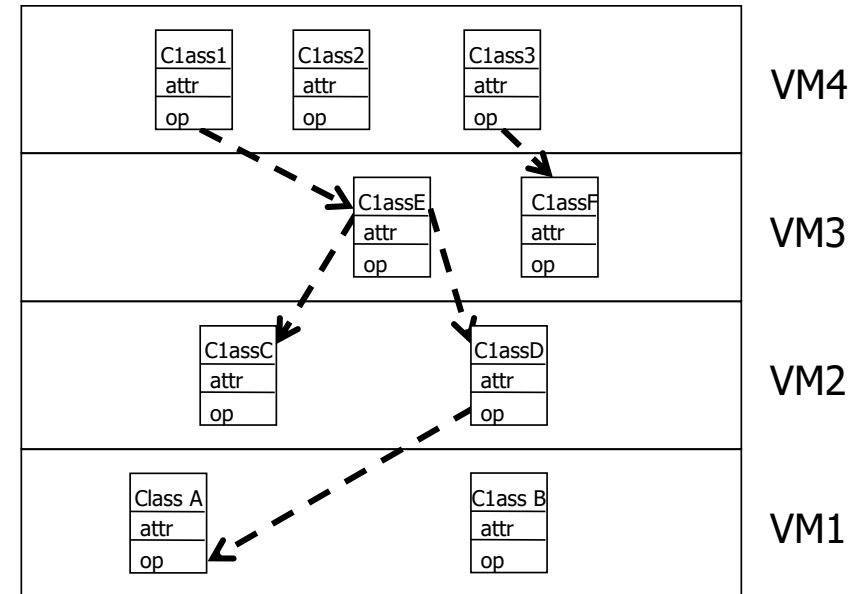 C1ass1
attr
op
C1ass2
attr
op
C1ass3
attr
op
VM4
C1assE
attr
op
C1assF
attr
op
VM3
C1assC
attr
op
C1assD
attr
op
VM2
Class A
attr
op
C1ass B
attr
op
VM1